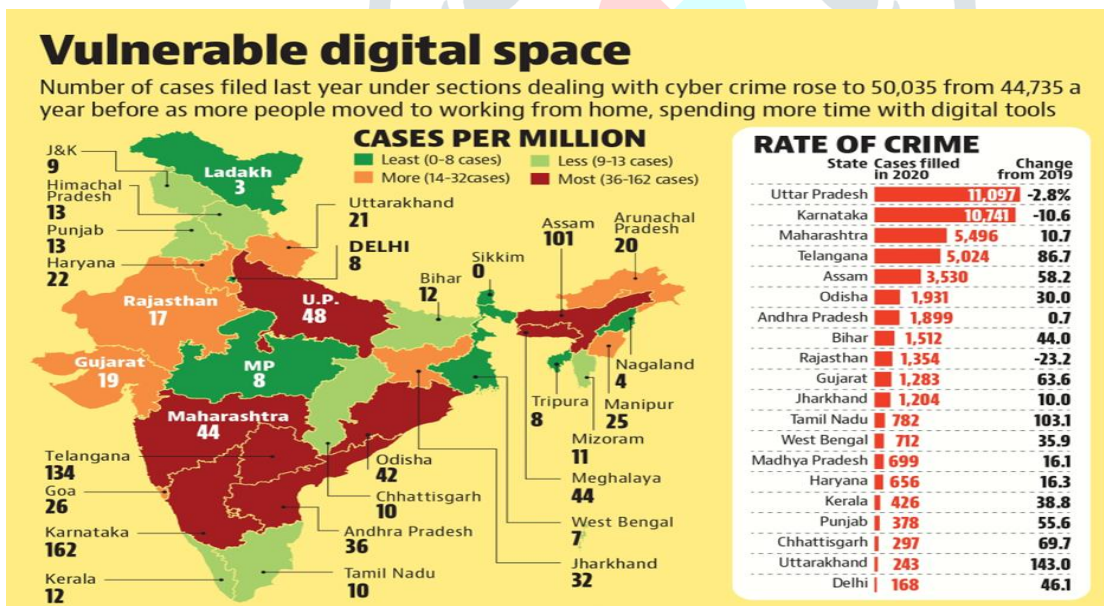 Vulnerable digital space
Number of cases filed last year under sections dealing with cyber crime rose to 50,035 from 44,735 a
year before as more people moved to working from home, spending more time with digital tools
CASES PER MILLION
Least (0-8 cases)
Less (9-13 cases)
More (14-32cases)
Most (36-162 cases)
J&K
9
Ladakh
3
Himachal
Pradesh
13
Punjab
13
Haryana
22
Uttarakhand
21
DELHI
8
Bihar
12
Sikkim
0
Assam
101
Arunachal
Pradesh
20
Rajasthan
17
U.P.
48
Gujarat
19
MP
8
Nagaland
4
Tripura
8
Manipur
25
Mizoram
11
Meghalaya
44
Maharashtra
44
Telangana
134
Goa
26
Karnataka
162
Kerala
12
Odisha
42
Chhattisgarh
10
Andhra Pradesh
36
Tamil Nadu
10
West Bengal
7
Jharkhand
32
RATE OF CRIME
State Cases filled Change
in 2020 from 2019
Uttar Pradesh 11,097 -2.8%
Karnataka 10,741 -10.6
Maharashtra 5,496 10.7
Telangana 5,024 86.7
Assam 3,530 58.2
Odisha 1,931 30.0
Andhra Pradesh 1,899 0.7
Bihar 1,512 44.0
Rajasthan 1,354 -23.2
Gujarat 1,283 63.6
Jharkhand 1,204 10.0
Tamil Nadu 782 103.1
West Bengal 712 35.9
Madhya Pradesh 699 16.1
Haryana 656 16.3
Kerala 426 38.8
Punjab 378 55.6
Chhattisgarh 297 69.7
Uttarakhand 243 143.0
Delhi 168 46.1